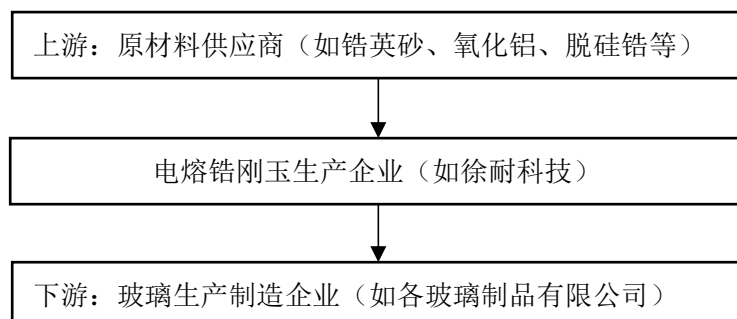 上游：原材料供应商（如锆英砂、氧化铝、脱硅锆等）
电熔锆刚玉生产企业（如徐耐科技）
下游：玻璃生产制造企业（如各玻璃制品有限公司）